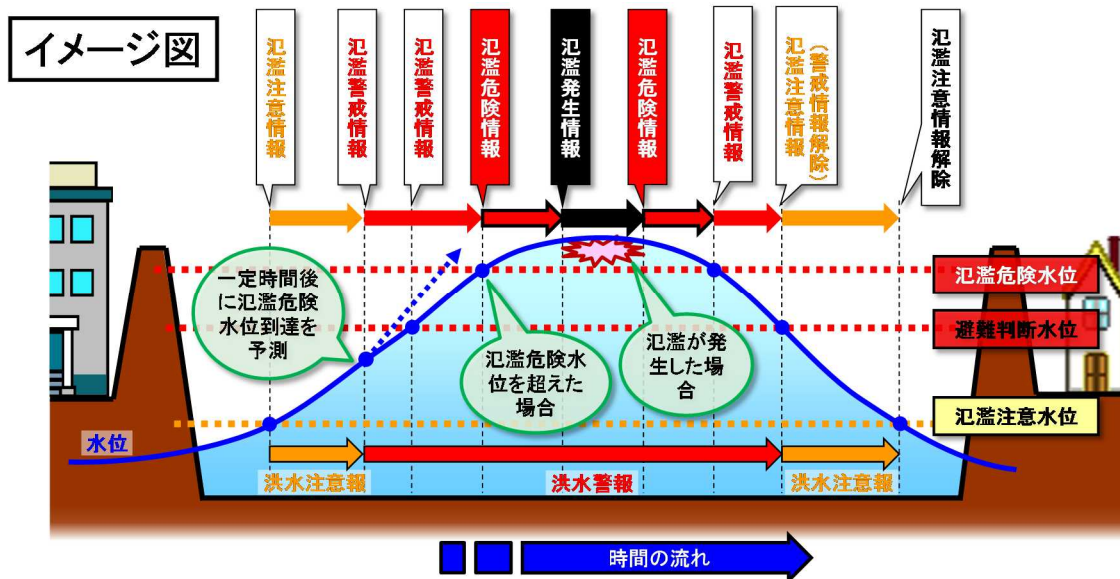 イメージ図
氾濫注意情報
氾濫警戒情報
氾濫警戒情報
氾濫危険情報
氾濫発生情報
氾濫危険情報
氾濫警戒情報
(警戒情報解除)
氾濫注意情報
氾濫注意情報解除
一定時間後
に氾濫危険
水位到達を
予測
氾濫危険水
位を超えた
場合
氾濫が発
生した場
合
氾濫危険水位
避難判断水位
氾濫注意水位
水位
洪水注意報
洪水警報
洪水注意報
時間の流れ